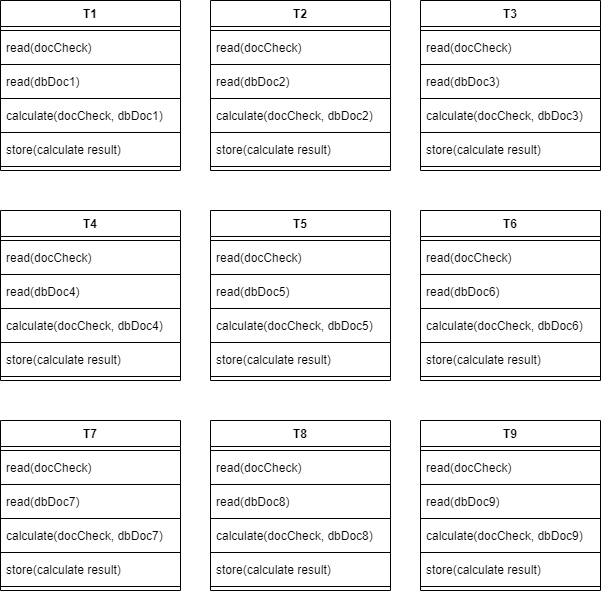 T1
read(docCheck)
read(dbDoc1)
calculate(docCheck, dbDoc1)
store(calculate result)
T2
read(docCheck)
read(dbDoc2)
calculate(docCheck, dbDoc2)
store(calculate result)
T3
read(docCheck)
read(dbDoc3)
calculate(docCheck, dbDoc3)
store(calculate result)
T4
read(docCheck)
read(dbDoc4)
calculate(docCheck, dbDoc4)
store(calculate result)
T5
read(docCheck)
read(dbDoc5)
calculate(docCheck, dbDoc5)
store(calculate result)
T6
read(docCheck)
read(dbDoc6)
calculate(docCheck, dbDoc6)
store(calculate result)
T7
read(docCheck)
read(dbDoc7)
calculate(docCheck, dbDoc7)
store(calculate result)
T8
read(docCheck)
read(dbDoc8)
calculate(docCheck, dbDoc8)
store(calculate result)
T9
read(docCheck)
read(dbDoc9)
calculate(docCheck, dbDoc9)
store(calculate result)